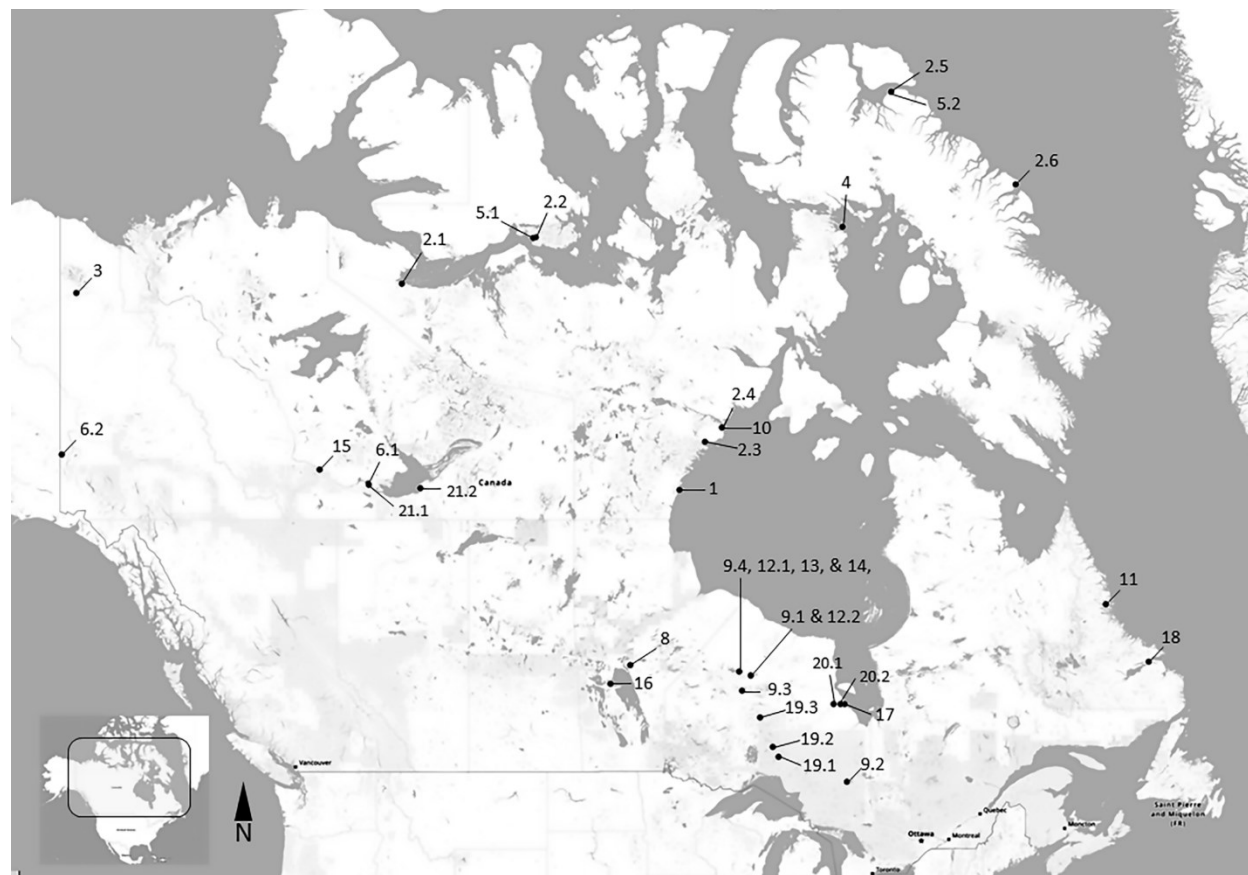 2.5
5.2
2.6
4
5.1
2.2
2.1
3
2.4
10
2.3
6.2
15
6.1
Canada
21.2
21.1
1
9.4, 12.1, 13, & 14,
9.1 & 12.2
11
8
18
16
20.1
20.2
9.3
17
19.3
19.2
19.1
9.2
Vancouver
N
Saint Pierre
and Miquelon
(FR)
Quebec
Moncton
Ottawa
Montreal
Toronto